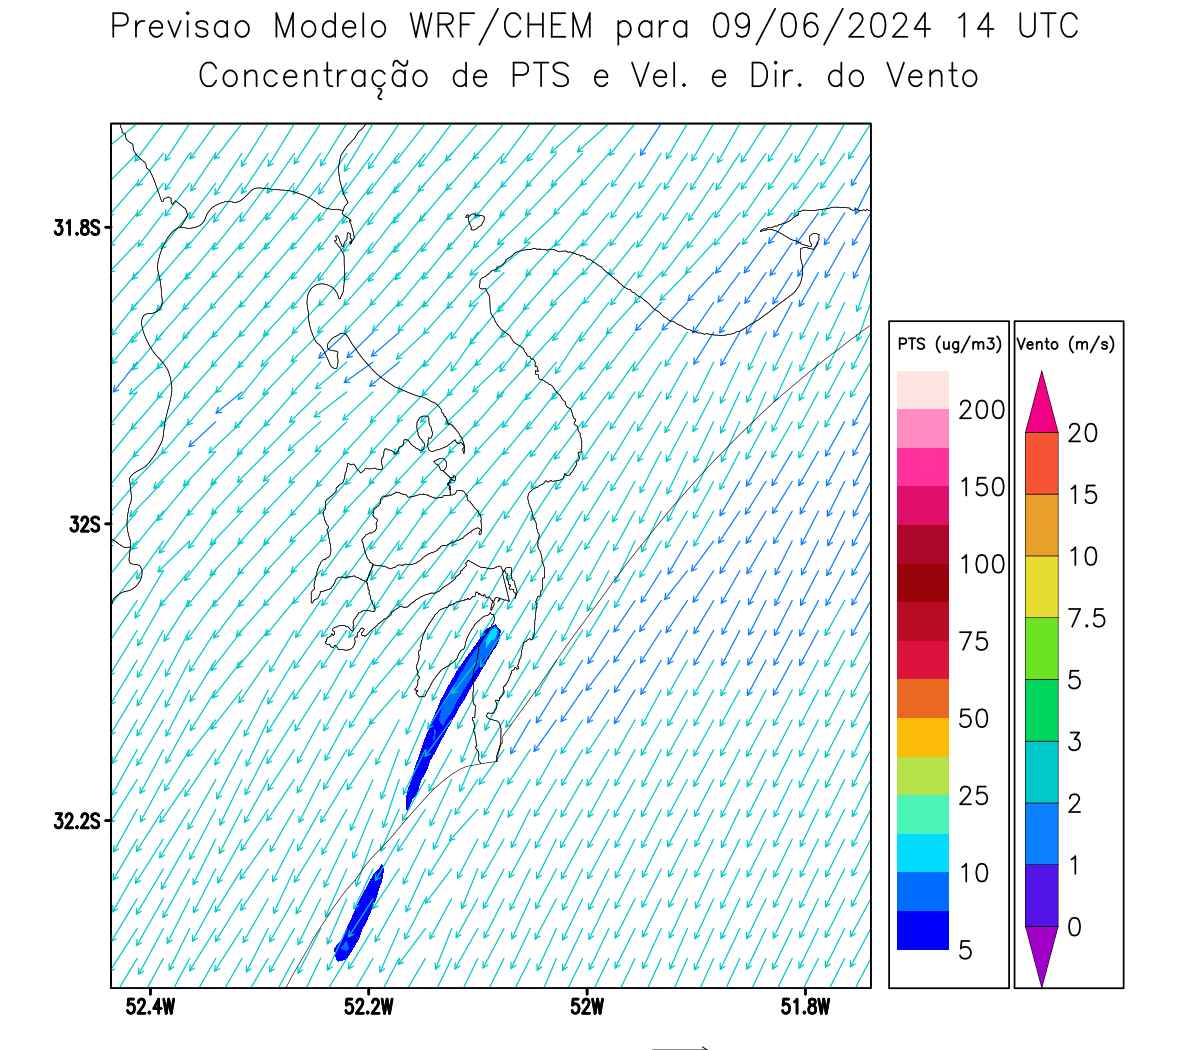 Previsao Modelo WRF/CHEM para 09/06/2024 14 UTC
Concentração de PTS e Vel. e Dir. do Vento
31.8S
32S
32.2S
52.4W 52.2W 52W 51.8W
PTS (ug/m3)
200
150
100
75
50
25
10
5
Vento (m/s)
20
15
10
7.5
5
3
2
1
0